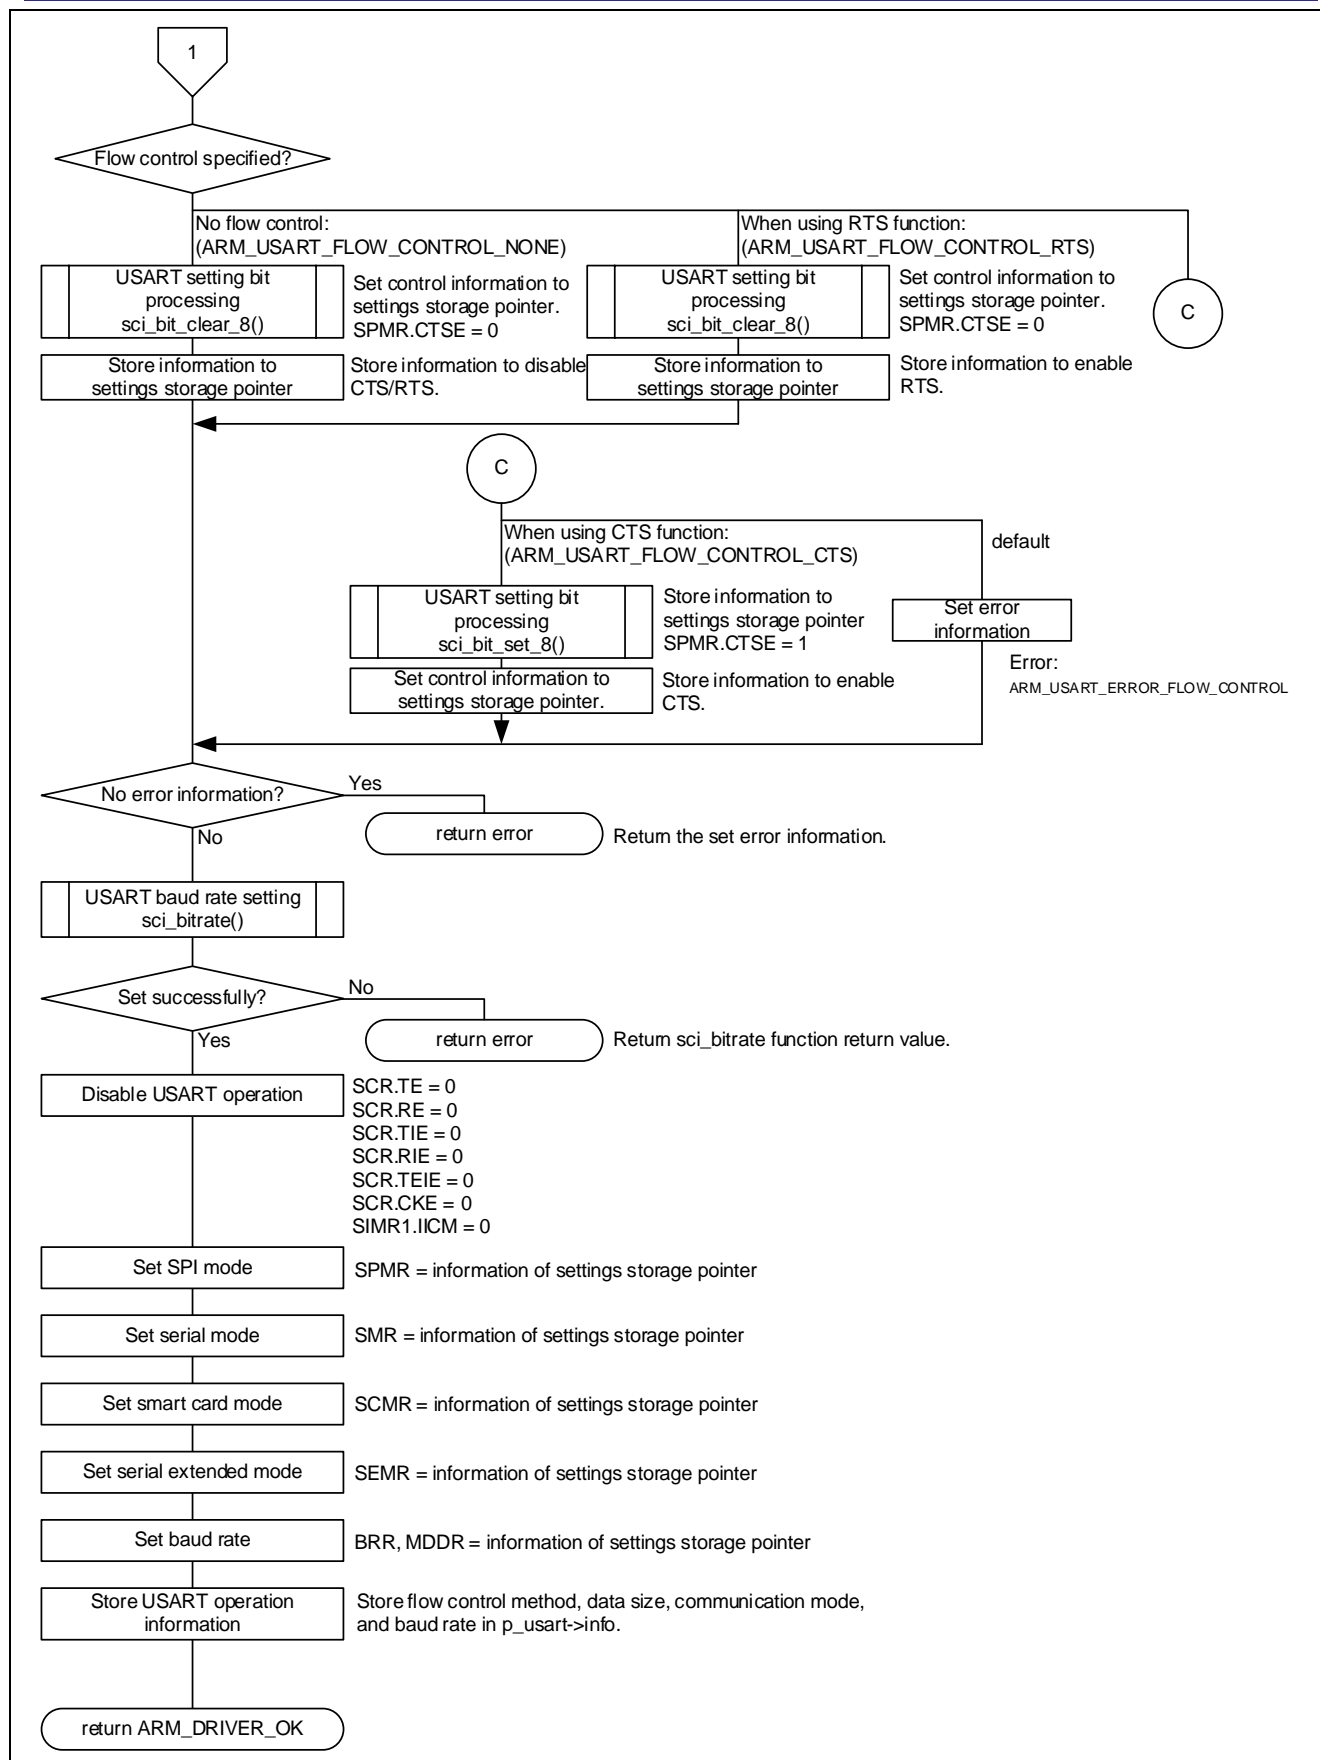 1
Flow control specified?
No flow control:
(ARM_USART_FLOW_CONTROL_NONE)
When using RTS function:
(ARM_USART_FLOW_CONTROL_RTS)
USART setting bit
processing
sci_bit_clear_8()
Set control information to
settings storage pointer.
SPMR.CTSE = 0
USART setting bit
processing
sci_bit_clear_8()
Set control information to
settings storage pointer.
SPMR.CTSE = 0
C
Store information to
settings storage pointer
Store information to disable
CTS/RTS.
Store information to
settings storage pointer
Store information to enable
RTS.
C
When using CTS function:
(ARM_USART_FLOW_CONTROL_CTS)
default
USART setting bit
processing
sci_bit_set_8()
Store information to
settings storage pointer
SPMR.CTSE = 1
Set error
information
Error:
ARM_USART_ERROR_FLOW_CONTROL
Set control information to
settings storage pointer.
Store information to enable
CTS.
No error information?
Yes
return error
Return the set error information.
No
USART baud rate setting
sci_bitrate()
Set successfully?
No
return error
Return sci_bitrate function return value.
Yes
Disable USART operation
SCR.TE = 0
SCR.RE = 0
SCR.TIE = 0
SCR.RIE = 0
SCR.TEIE = 0
SCR.CKE = 0
SIMR1.IICM = 0
Set SPI mode
SPMR = information of settings storage pointer
Set serial mode
SMR = information of settings storage pointer
Set smart card mode
SCMR = information of settings storage pointer
Set serial extended mode
SEMR = information of settings storage pointer
Set baud rate
BRR, MDDR = information of settings storage pointer
Store USART operation
information
Store flow control method, data size, communication mode,
and baud rate in p_usart->info.
return ARM_DRIVER_OK